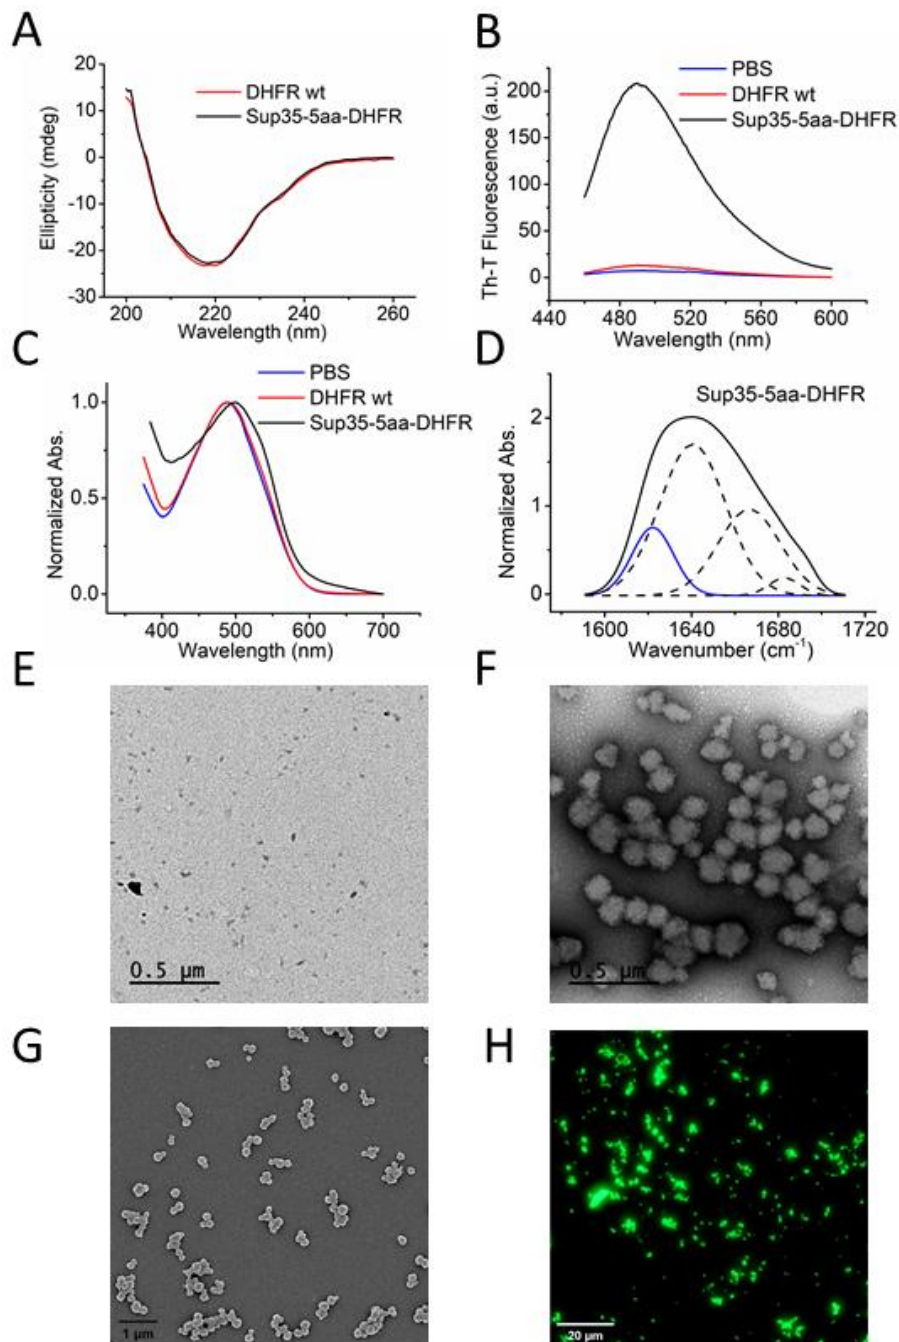 A
20
10
0
-10
-20
-30
Ellipticity (mdeg)
DHFR wt
Sup35-5aa-DHFR
200 220 240 260
Wavelength (nm)
B
200
150
100
50
0
Th-T Fluorescence (a.u.)
PBS
DHFR wt
Sup35-5aa-DHFR
440 480 520 560 600
Wavelength (nm)
C
1.0
0.5
0.0
Normalized Abs.
PBS
DHFR wt
Sup35-5aa-DHFR
400 500 600 700
Wavelength (nm)
D
2
1
0
Normalized Abs.
Sup35-5aa-DHFR
1600 1640 1680 1720
Wavenumber (cm⁻¹)
E
0.5 µm
F
0.5 µm
G
1 µm
H
20 µm